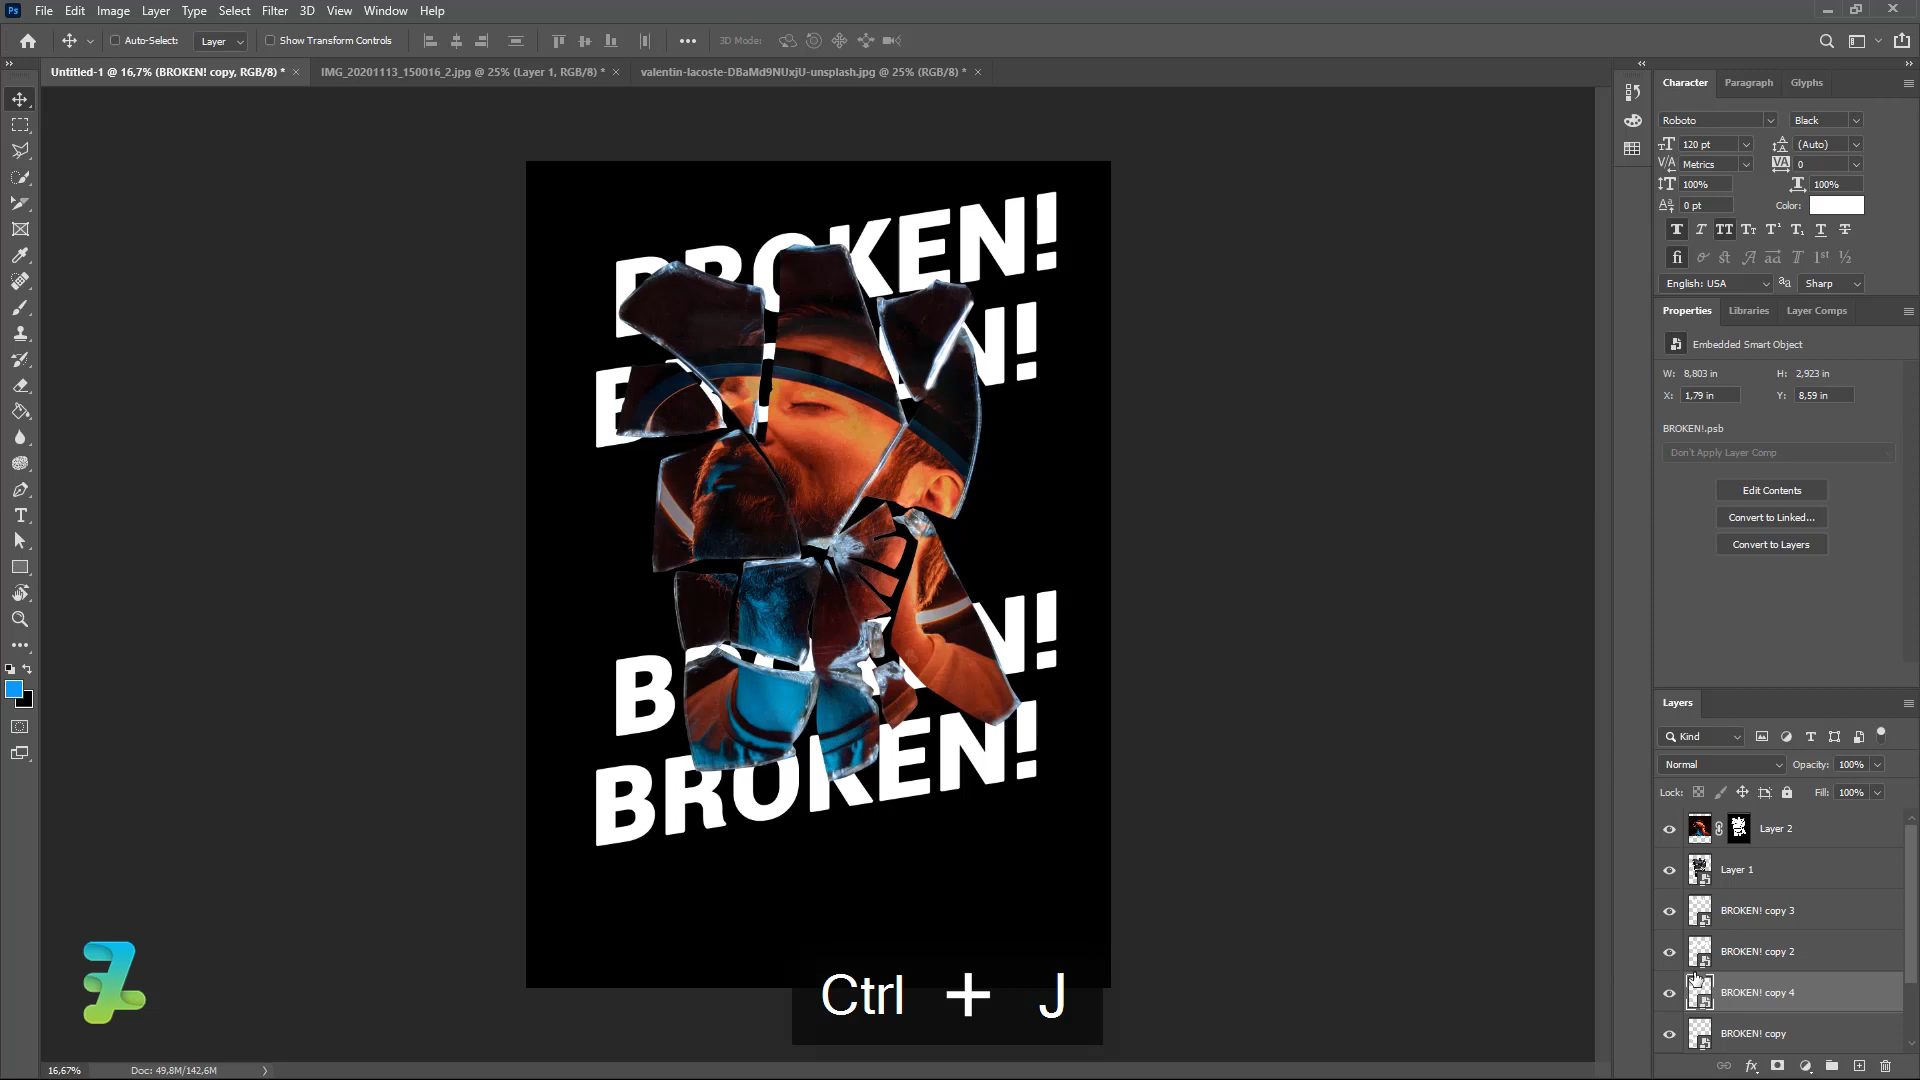 Ps File Edit Image Layer Type Select Filter 3D View Window Help
Auto-Select: Layer Show Transform Controls 3D Mode:
Untitled-1 @ 16,7% (BROKEN! copy, RGB/8) * IMG_20201113_150016_2.jpg @ 25% (Layer 1, RGB/8) * valentin-lacoste-DBaMd9NUxjU-unsplash.jpg @ 25% (RGB/8) *
Character Paragraph Glyphs
Roboto Black
120 pt (Auto)
Metrics 0
100% 100%
0 pt Color:
English: USA aa Sharp
Properties Libraries Layer Comps
Embedded Smart Object
W: 8,803 in H: 2,923 in
X: 1,79 in Y: 8,59 in
BROKEN!.psb
Don't Apply Layer Comp
Edit Contents
Convert to Linked...
Convert to Layers
Layers
Kind
Normal Opacity: 100%
Lock: Fill: 100%
Layer 2
Layer 1
BROKEN! copy 3
BROKEN! copy 2
BROKEN! copy 4
BROKEN! copy
BROKEN!
BROKEN!
BROKEN!
BROKEN!
Ctrl + J
16,67% Doc: 49,8M/142,6M